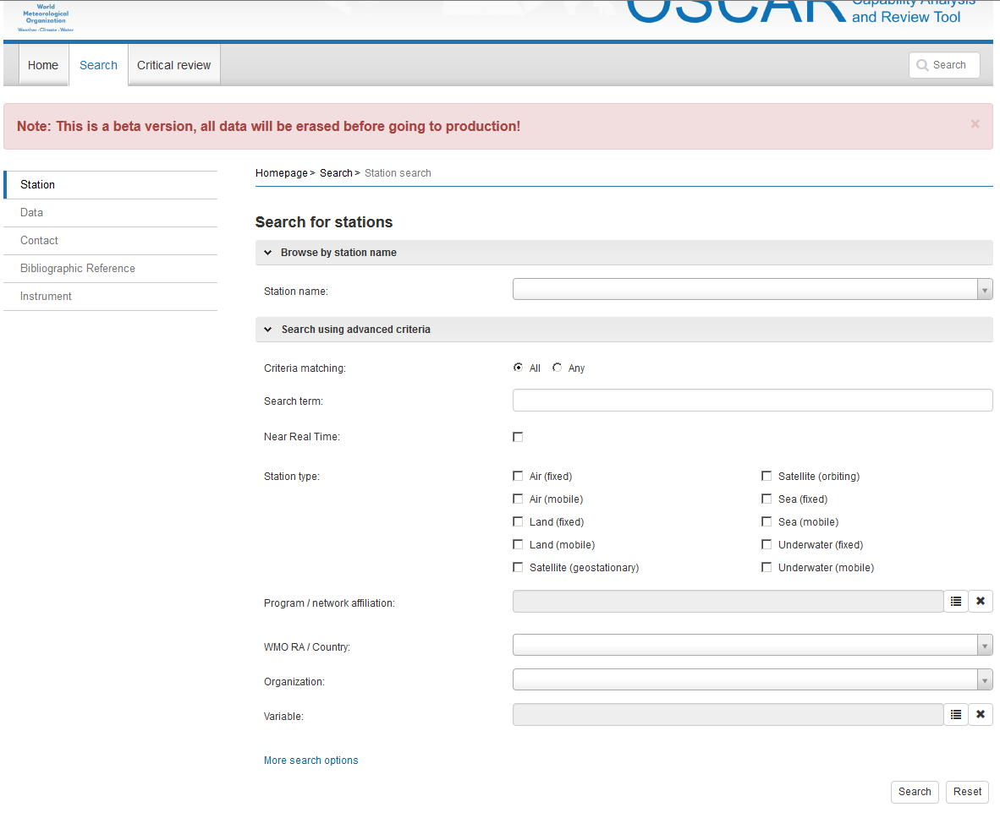 World
Meteorological
Organization
Weather · Climate · Water
OSCAR
Capability Analysis
and Review Tool
Home
Search
Critical review
Search
Note: This is a beta version, all data will be erased before going to production!
×
Station
Data
Contact
Bibliographic Reference
Instrument
Homepage > Search > Station search
Search for stations
Browse by station name
Station name:
Search using advanced criteria
Criteria matching:
All
Any
Search term:
Near Real Time:
Station type:
Air (fixed)
Satellite (orbiting)
Air (mobile)
Sea (fixed)
Land (fixed)
Sea (mobile)
Land (mobile)
Underwater (fixed)
Satellite (geostationary)
Underwater (mobile)
Program / network affiliation:
WMO RA / Country:
Organization:
Variable:
More search options
Search
Reset